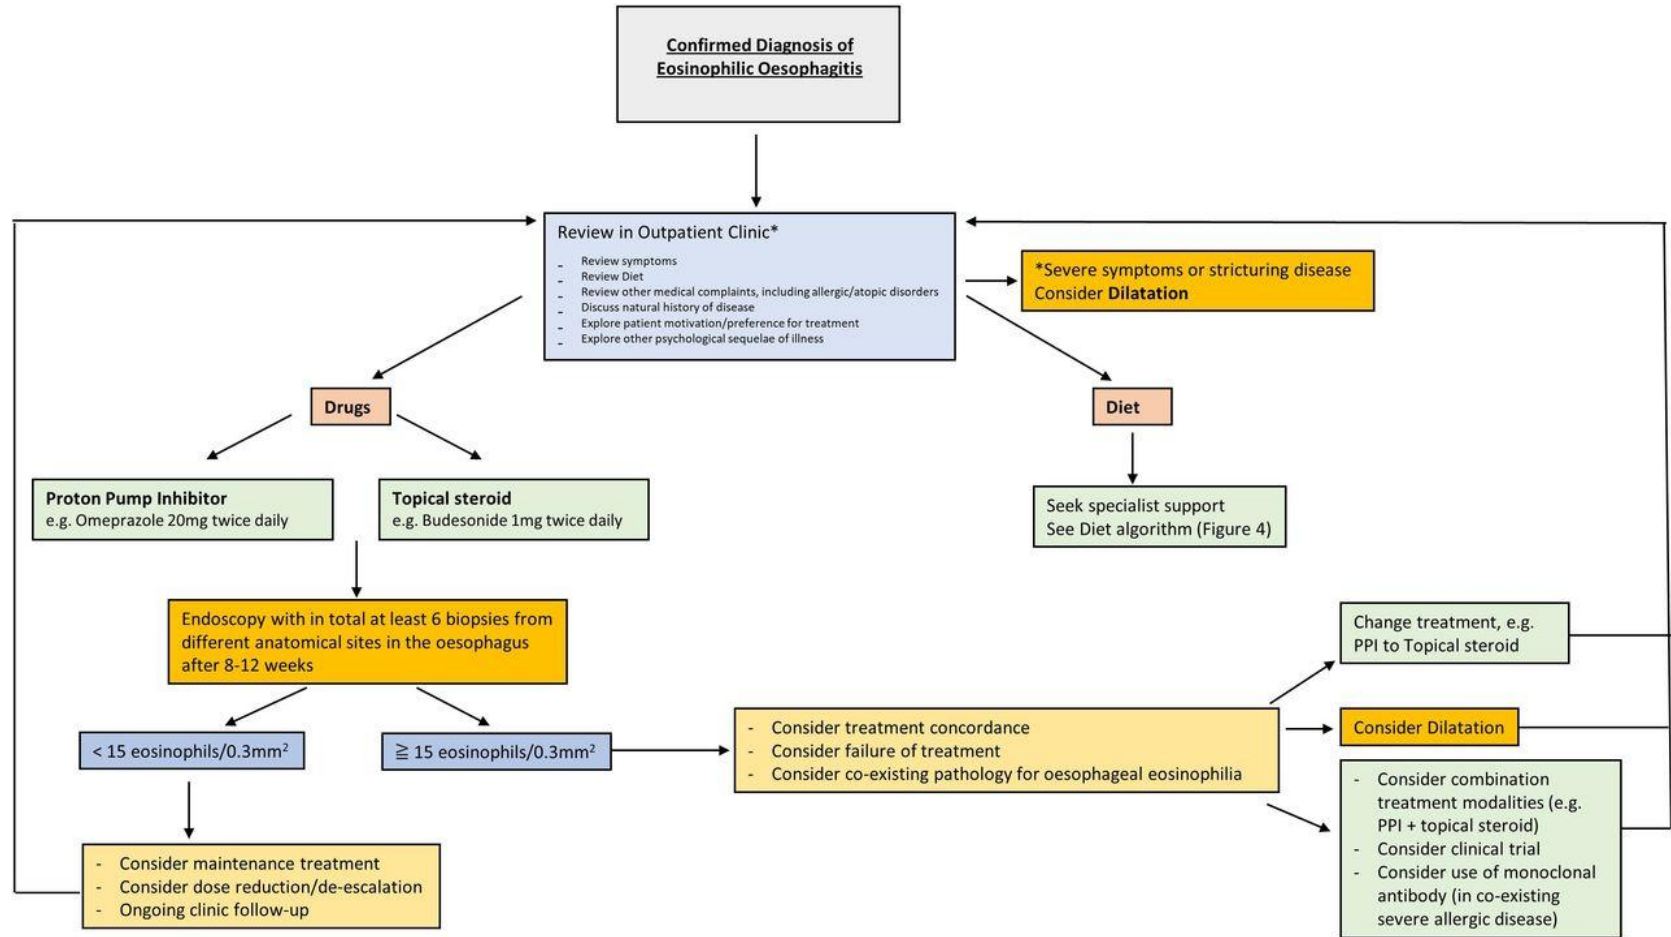 Confirmed Diagnosis of
Eosinophilic Oesophagitis
Review in Outpatient Clinic*
- Review symptoms
- Review Diet
- Review other medical complaints, including allergic/atopic disorders
- Discuss natural history of disease
- Explore patient motivation/preference for treatment
- Explore other psychological sequelae of illness
*Severe symptoms or stricturing disease
Consider Dilatation
Drugs
Diet
Proton Pump Inhibitor
e.g. Omeprazole 20mg twice daily
Topical steroid
e.g. Budesonide 1mg twice daily
Seek specialist support
See Diet algorithm (Figure 4)
Endoscopy with in total at least 6 biopsies from
different anatomical sites in the oesophagus
after 8-12 weeks
< 15 eosinophils/0.3mm²
≧ 15 eosinophils/0.3mm²
- Consider treatment concordance
- Consider failure of treatment
- Consider co-existing pathology for oesophageal eosinophilia
Change treatment, e.g.
PPI to Topical steroid
Consider Dilatation
- Consider combination
treatment modalities (e.g.
PPI + topical steroid)
- Consider clinical trial
- Consider use of monoclonal
antibody (in co-existing
severe allergic disease)
- Consider maintenance treatment
- Consider dose reduction/de-escalation
- Ongoing clinic follow-up